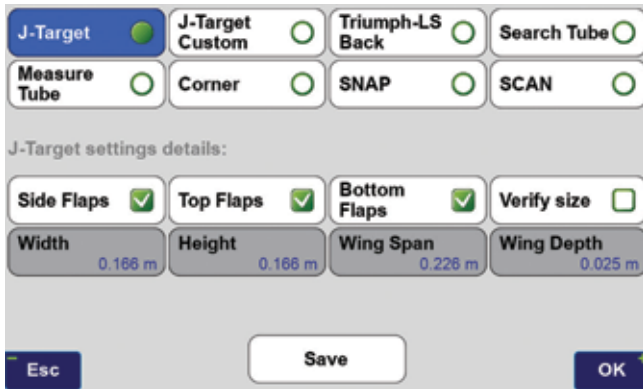 J-Target
J-Target
Custom
Triumph-LS
Back
Search Tube
Measure
Tube
Corner
SNAP
SCAN
J-Target settings details:
Side Flaps
Top Flaps
Bottom
Flaps
Verify size
Width
0.166 m
Height
0.166 m
Wing Span
0.226 m
Wing Depth
0.025 m
Esc
Save
OK